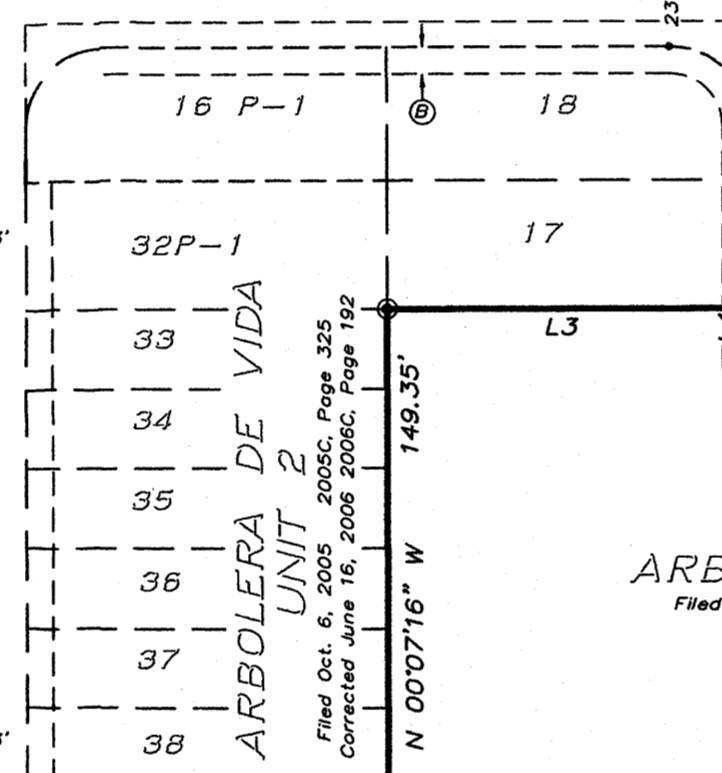 23
16 P-1
B
18
32P-1
17
L3
33
34
35
36
37
38
ARBOLERA DE VIDA
UNIT 2
Filed Oct. 6, 2005 2005C, Page 325
Corrected June 16, 2006 2006C, Page 192
N 00°07'16" W 149.35'
ARB
Filed